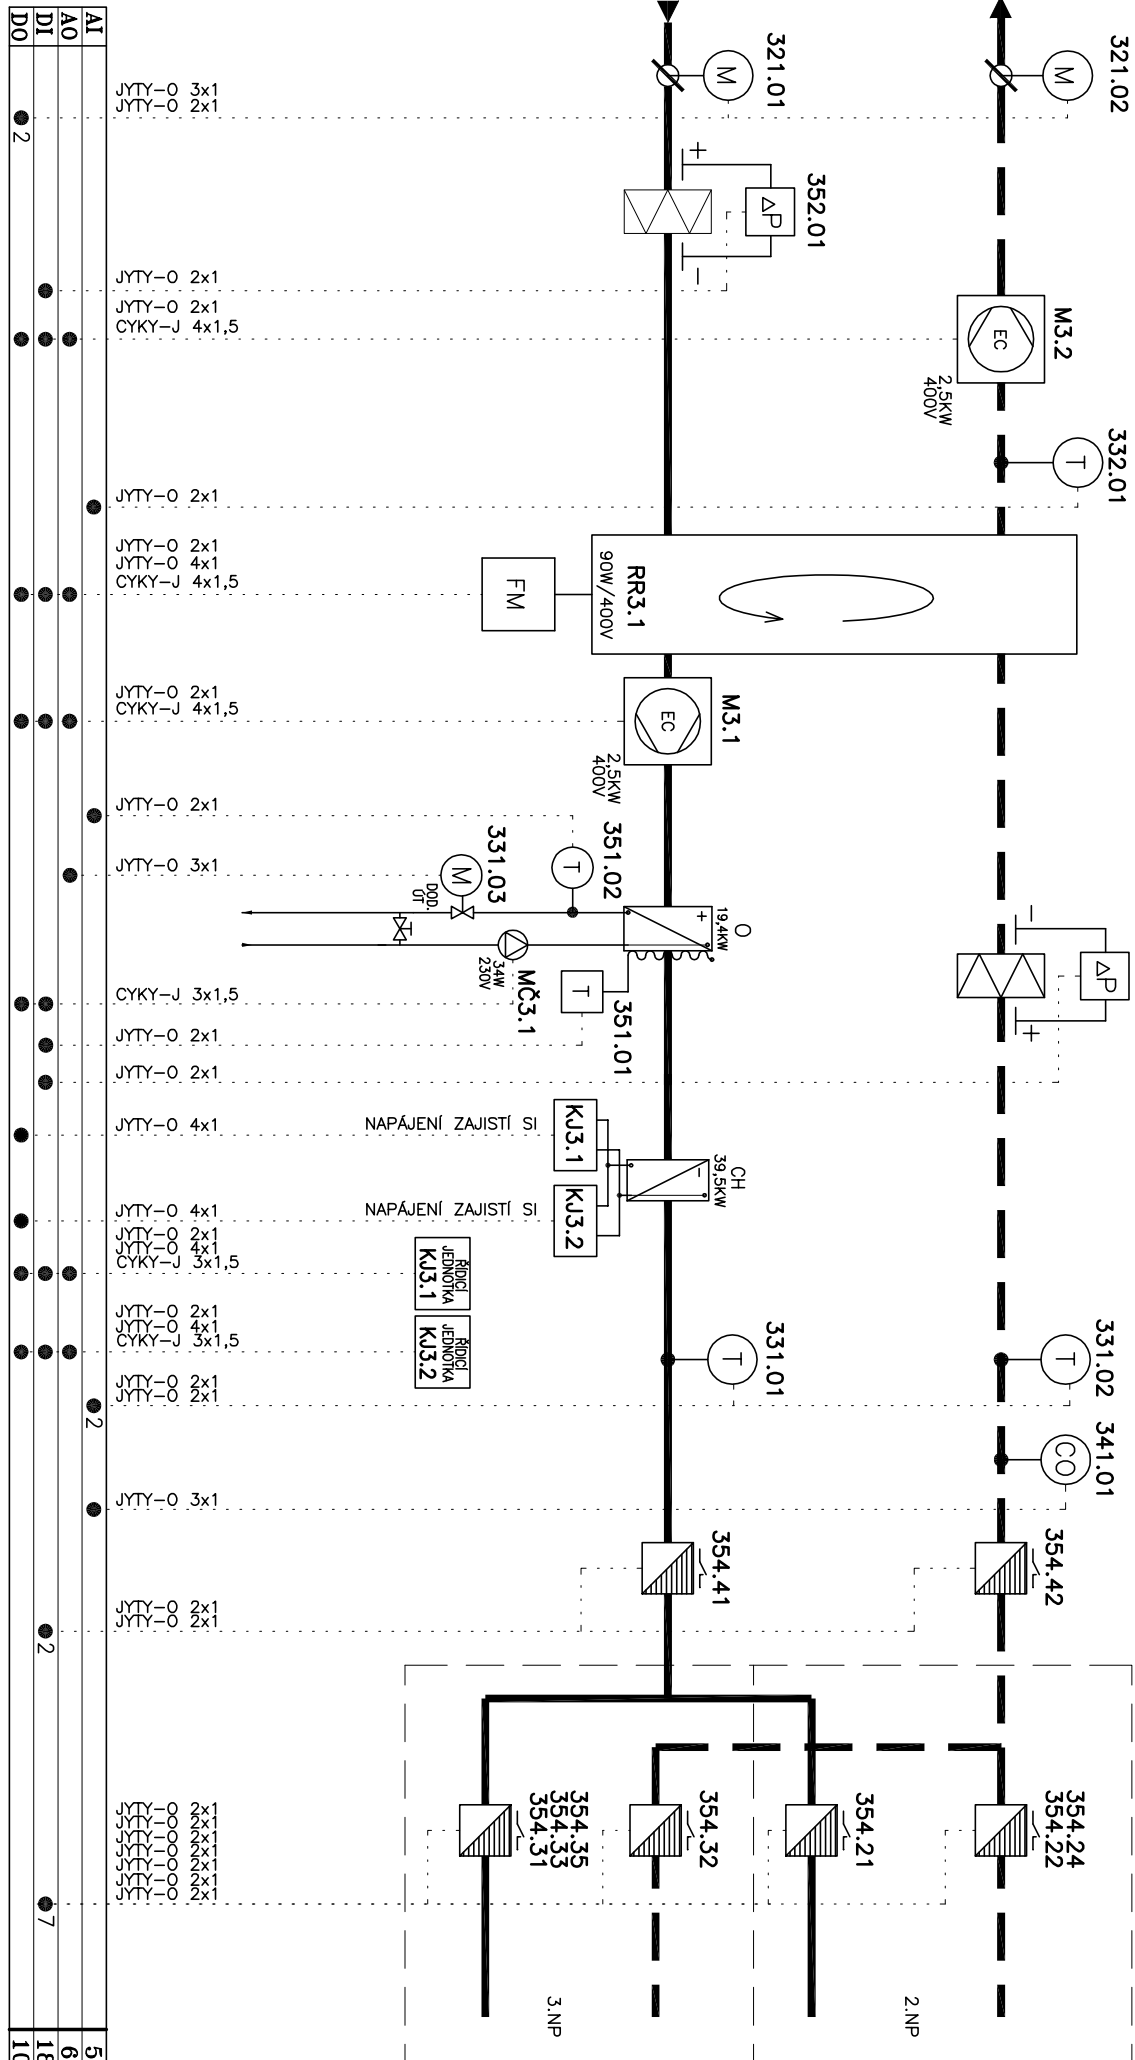 321.02
M
321.01
M
JYTY-O 3x1
JYTY-O 2x1
2
352.01
ΔP
+
−
JYTY-O 2x1
M3.2
EC
2,5KW
400V
JYTY-O 2x1
CYKY-J 4x1,5
332.01
T
JYTY-O 2x1
RR3.1
90W/400V
FM
JYTY-O 2x1
JYTY-O 4x1
CYKY-J 4x1,5
M3.1
EC
2,5KW
400V
JYTY-O 2x1
CYKY-J 4x1,5
351.02
T
JYTY-O 2x1
331.03
M
DOD.
ÚT
JYTY-O 3x1
O
19,4KW
+
MČ3.1
34W
230V
CYKY-J 3x1,5
351.01
T
JYTY-O 2x1
ΔP
−
+
JYTY-O 2x1
CH
39,5KW
−
KJ3.1
NAPÁJENÍ ZAJISTÍ SI
JYTY-O 4x1
KJ3.2
NAPÁJENÍ ZAJISTÍ SI
JYTY-O 4x1
ŘÍDICÍ
JEDNOTKA
KJ3.1
JYTY-O 2x1
JYTY-O 4x1
CYKY-J 3x1,5
ŘÍDICÍ
JEDNOTKA
KJ3.2
JYTY-O 2x1
JYTY-O 4x1
CYKY-J 3x1,5
331.02
T
331.01
T
JYTY-O 2x1
JYTY-O 2x1
2
341.01
CO
JYTY-O 3x1
354.42
354.41
JYTY-O 2x1
JYTY-O 2x1
2
354.24
354.22
354.21
354.32
354.35
354.33
354.31
JYTY-O 2x1
JYTY-O 2x1
JYTY-O 2x1
JYTY-O 2x1
JYTY-O 2x1
JYTY-O 2x1
JYTY-O 2x1
7
2.NP
3.NP
AI 5
AO 6
DI 18
DO